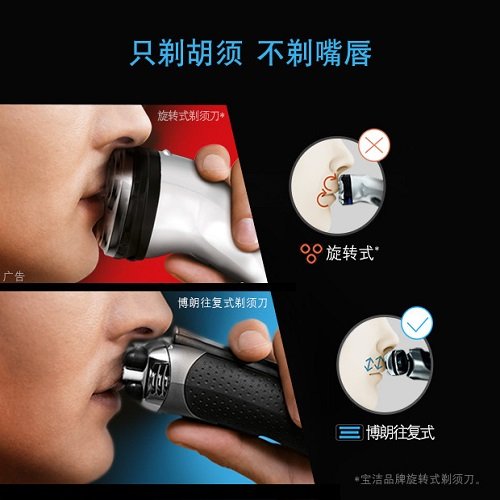 只剃胡须 不剃嘴唇
旋转式剃须刀*
旋转式*
广告
博朗往复式剃须刀
博朗往复式
*宝洁品牌旋转式剃须刀。